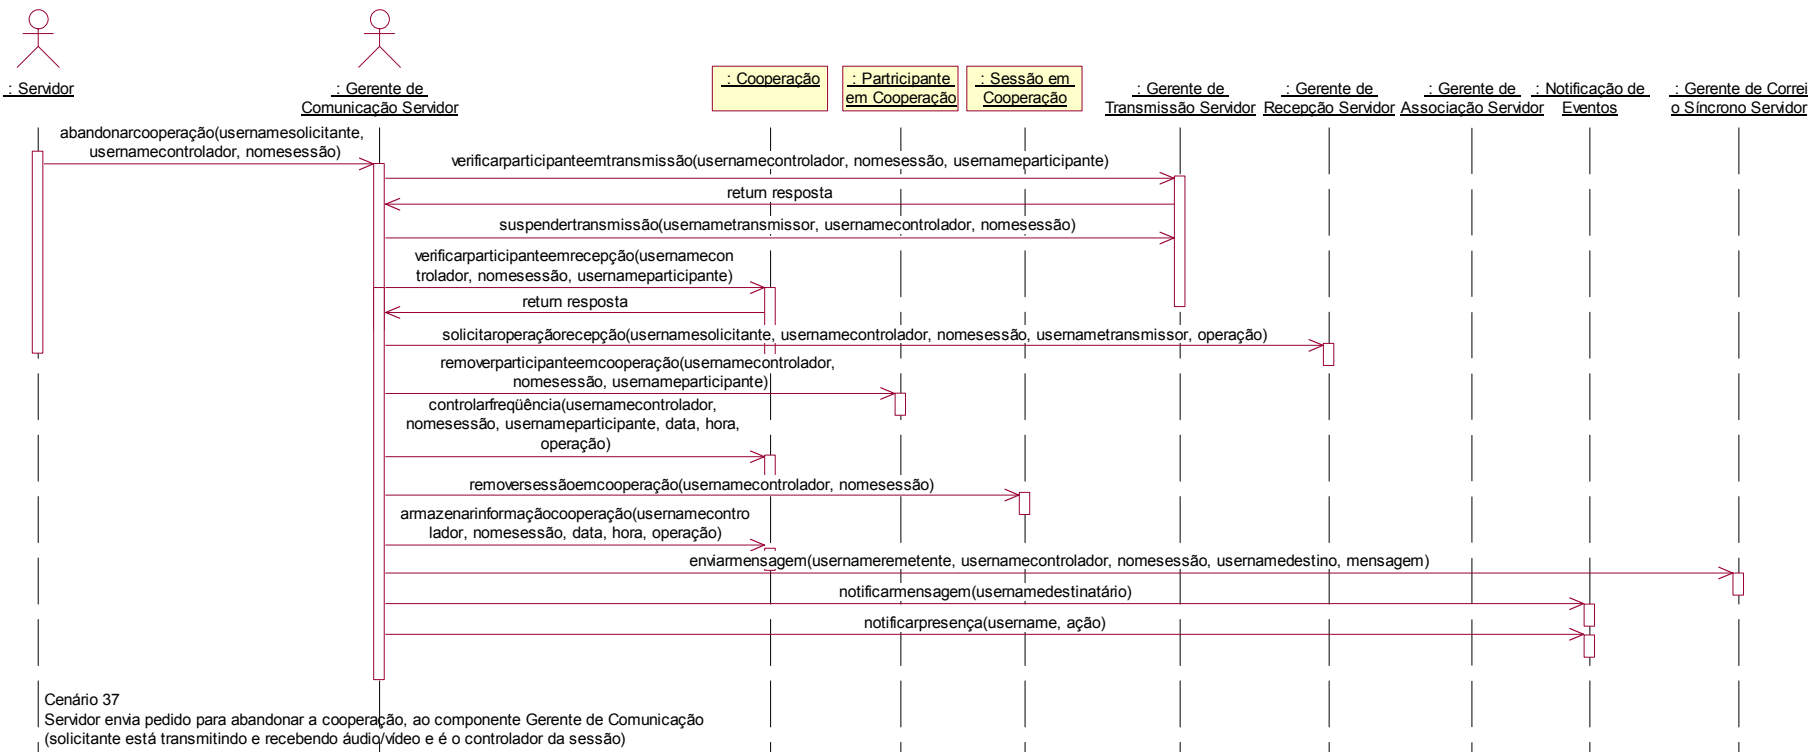 : Servidor
: Gerente de
Comunicação Servidor
: Cooperação
: Partricipante
em Cooperação
: Sessão em
Cooperação
: Gerente de
Transmissão Servidor
: Gerente de
Recepção Servidor
: Gerente de
Associação Servidor
: Notificação de
Eventos
: Gerente de Correi
o Síncrono Servidor
abandonarcooperação(usernamesolicitante,
usernamecontrolador, nomesessão)
verificarparticipanteemtransmissão(usernamecontrolador, nomesessão, usernameparticipante)
return resposta
suspendertransmissão(usernametransmissor, usernamecontrolador, nomesessão)
verificarparticipanteemrecepção(usernamecon
trolador, nomesessão, usernameparticipante)
return resposta
solicitaroperaçãorecepção(usernamesolicitante, usernamecontrolador, nomesessão, usernametransmissor, operação)
removerparticipanteemcooperação(usernamecontrolador,
nomesessão, usernameparticipante)
controlarfreqüência(usernamecontrolador,
nomesessão, usernameparticipante, data, hora,
operação)
removersessãoemcooperação(usernamecontrolador, nomesessão)
armazenarinformaçãocooperação(usernamecontro
lador, nomesessão, data, hora, operação)
enviarmensagem(usernameremetente, usernamecontrolador, nomesessão, usernamedestino, mensagem)
notificarmensagem(usernamedestinatário)
notificarpresença(username, ação)
Cenário 37
Servidor envia pedido para abandonar a cooperação, ao componente Gerente de Comunicação
(solicitante está transmitindo e recebendo áudio/vídeo e é o controlador da sessão)